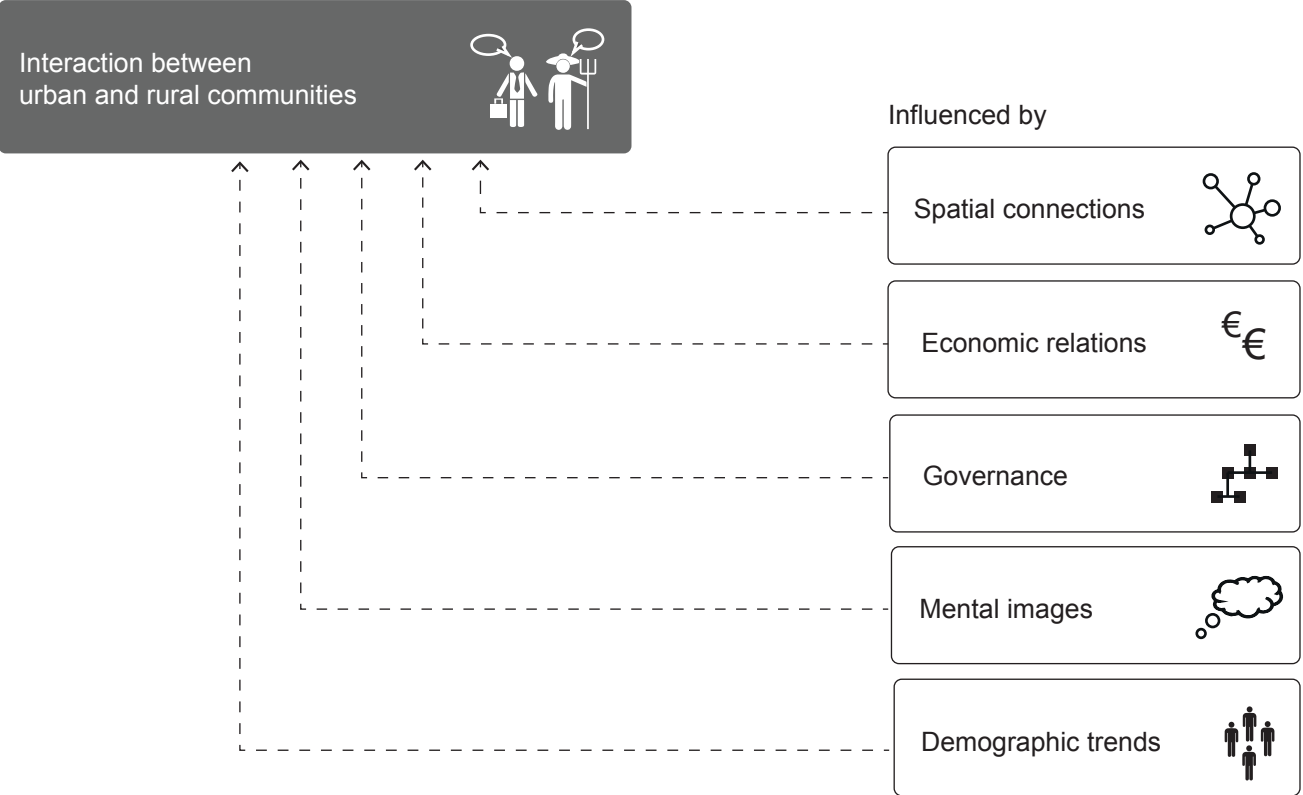 Interaction between
urban and rural communities
Influenced by
Spatial connections
Economic relations
€
€
Governance
Mental images
Demographic trends